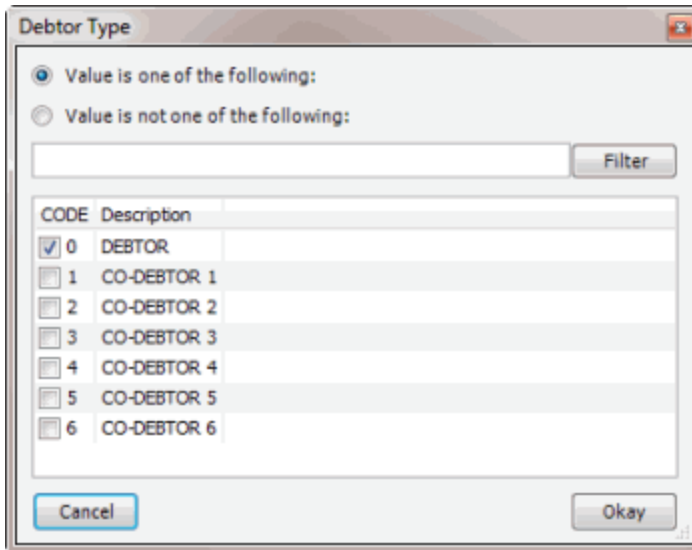 Debtor Type
Value is one of the following:
Value is not one of the following:
Filter
CODE Description
0 DEBTOR
1 CO-DEBTOR 1
2 CO-DEBTOR 2
3 CO-DEBTOR 3
4 CO-DEBTOR 4
5 CO-DEBTOR 5
6 CO-DEBTOR 6
Cancel Okay